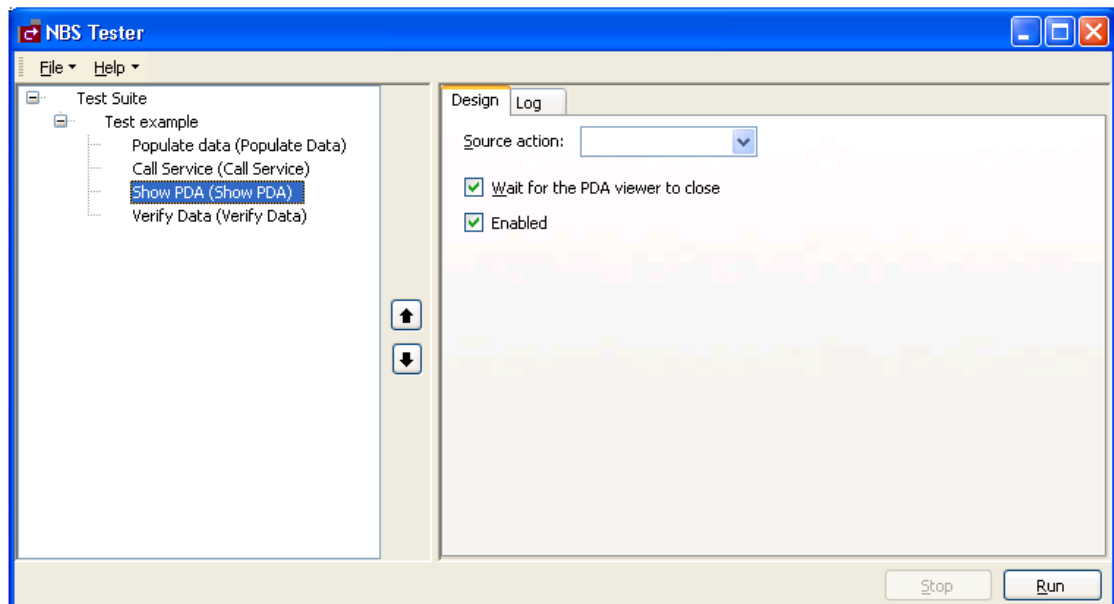 NBS Tester
File Help
Test Suite
Test example
Populate data (Populate Data)
Call Service (Call Service)
Show PDA (Show PDA)
Verify Data (Verify Data)
Design Log
Source action:
Wait for the PDA viewer to close
Enabled
Stop Run